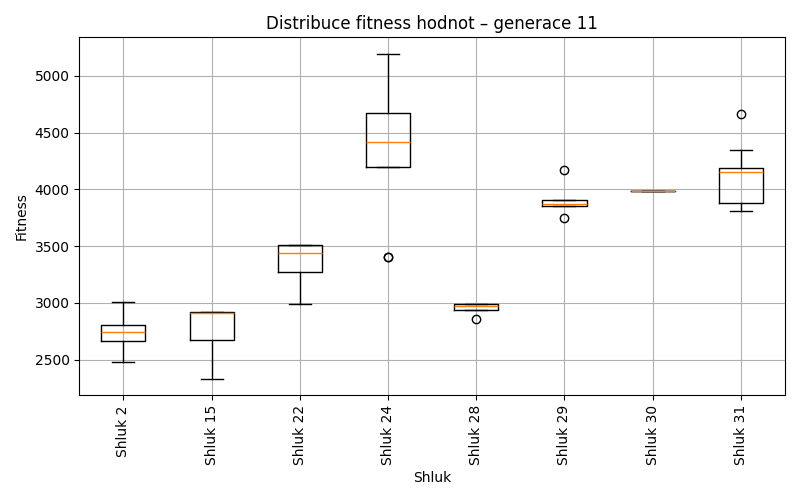 Distribuce fitness hodnot – generace 11
Fitness
5000
4500
4000
3500
3000
2500
Shluk 2
Shluk 15
Shluk 22
Shluk 24
Shluk 28
Shluk 29
Shluk 30
Shluk 31
Shluk